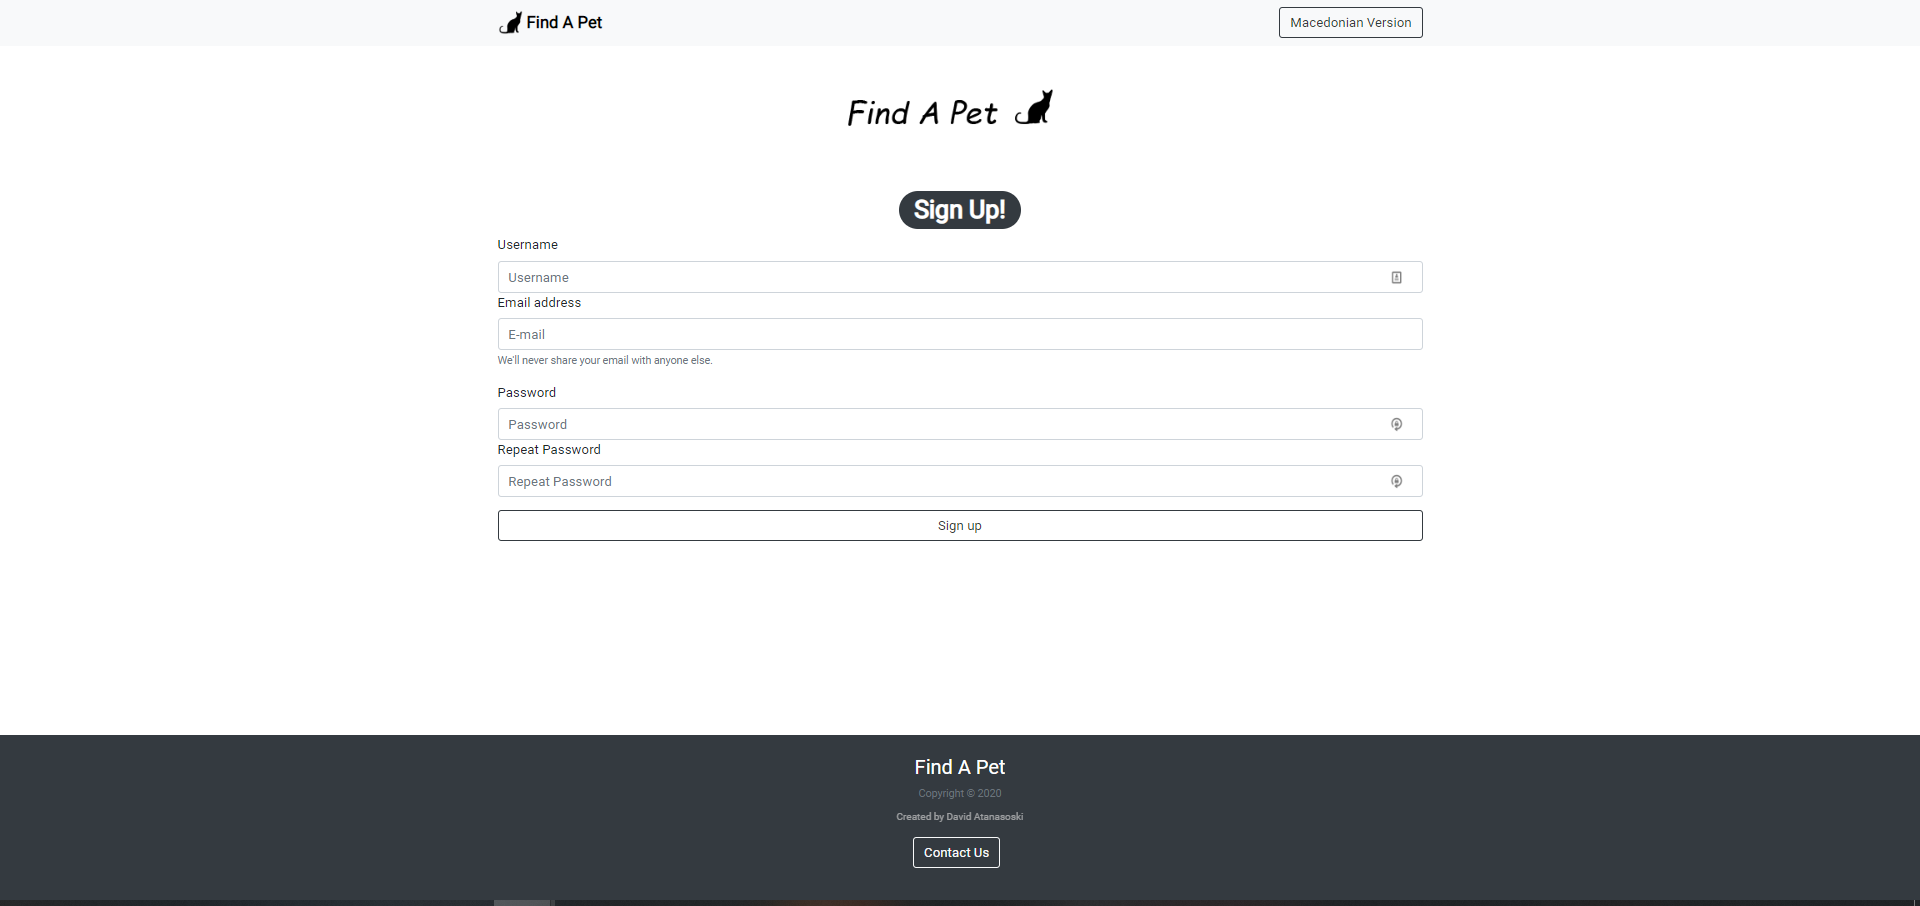 Find A Pet
Macedonian Version
Find A Pet
Sign Up!
Username
Username
Email address
E-mail
We'll never share your email with anyone else.
Password
Password
Repeat Password
Repeat Password
Sign up
Find A Pet
Copyright © 2020
Created by David Atanasoski
Contact Us